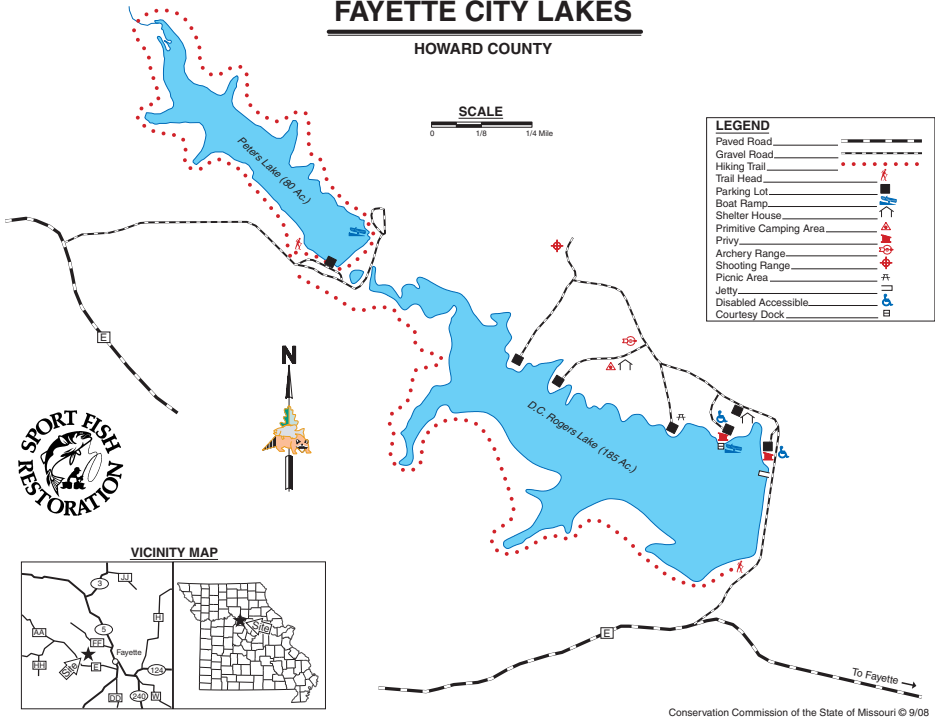 FAYETTE CITY LAKES
HOWARD COUNTY
SCALE
0 1/8 1/4 Mile
LEGEND
Paved Road
Gravel Road
Hiking Trail
Trail Head
Parking Lot
Boat Ramp
Shelter House
Primitive Camping Area
Privy
Archery Range
Shooting Range
Picnic Area
Jetty
Disabled Accessible
Courtesy Dock
Peters Lake (80 Ac.)
D.C. Rogers Lake (185 Ac.)
E
N
SPORT FISH
RESTORATION
VICINITY MAP
3
JJ
5
H
AA
FF
Fayette
HH
Site
E
124
DD
240
W
Site
E
To Fayette
Conservation Commission of the State of Missouri © 9/08